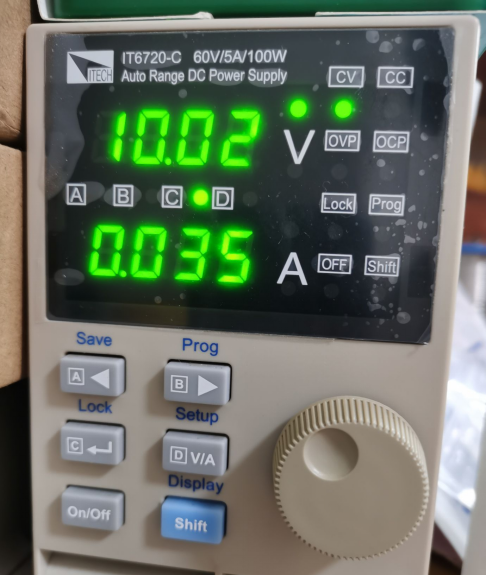 IT6720-C 60V/5A/100W
ITECH Auto Range DC Power Supply
CV CC
10.02 V OVP OCP
A B C D Lock Prog
0.035 A OFF Shift
Save Prog
A B
Lock Setup
C D V/A
Display
On/Off Shift